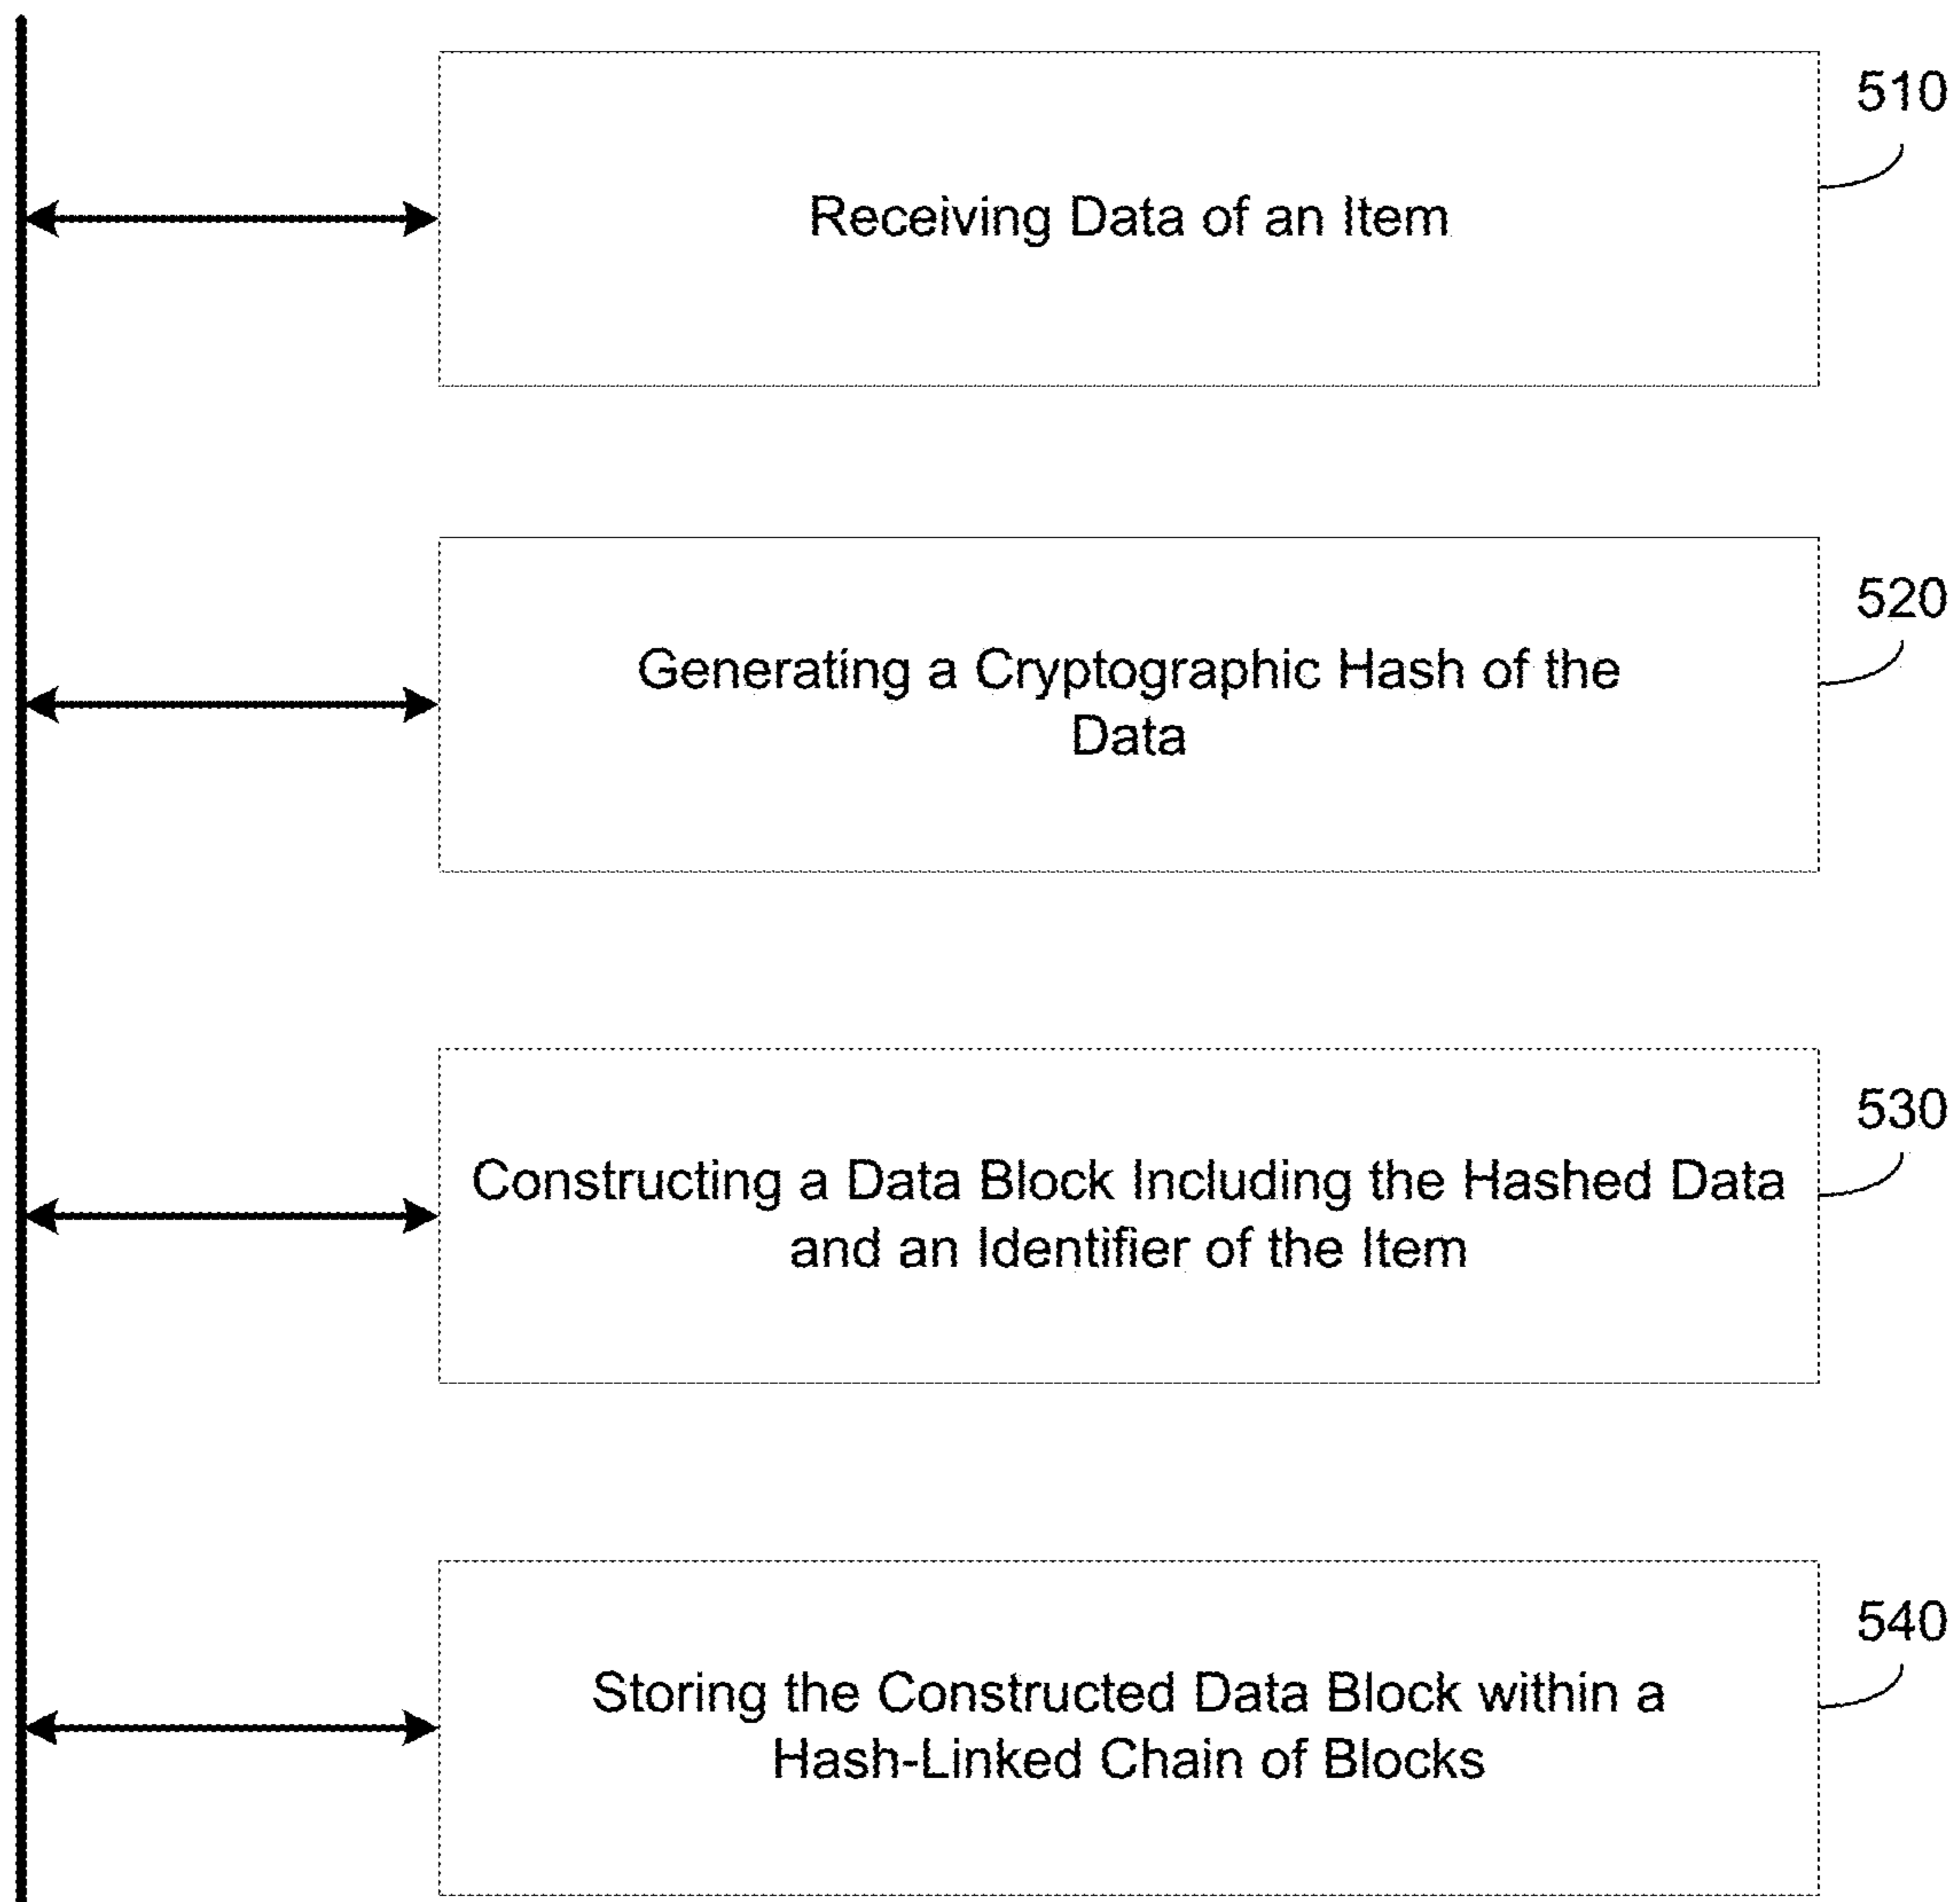 510
Receiving Data of an Item
520
Generating a Cryptographic Hash of the
Data
530
Constructing a Data Block Including the Hashed Data
and an Identifier of the Item
540
Storing the Constructed Data Block within a
Hash-Linked Chain of Blocks